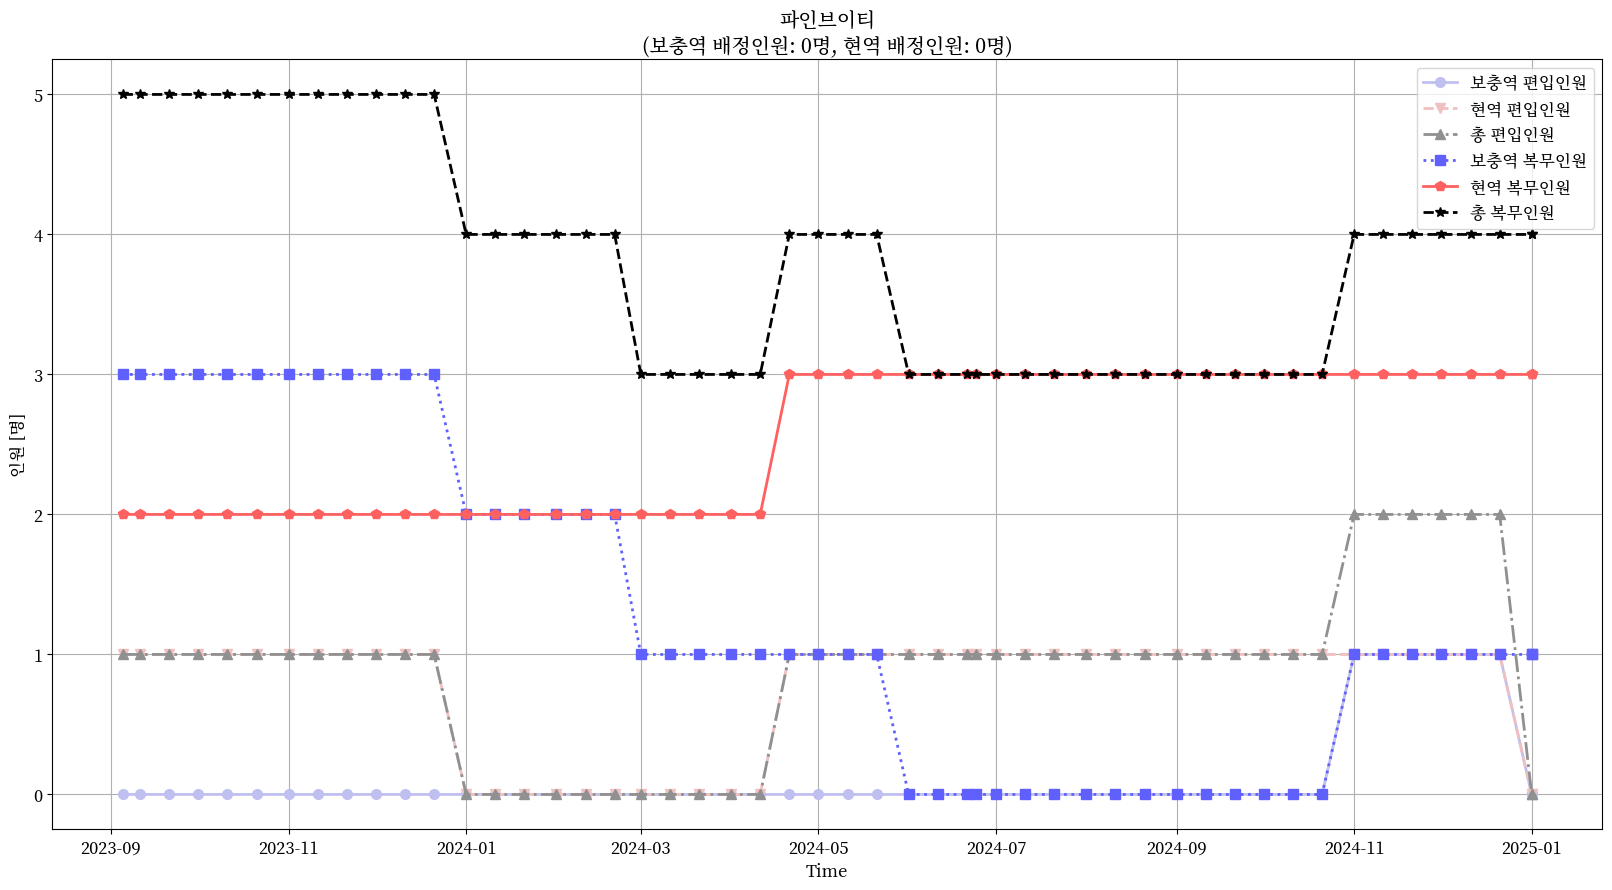 파인브이티
(보충역 배정인원: 0명, 현역 배정인원: 0명)
보충역 편입인원
현역 편입인원
총 편입인원
보충역 복무인원
현역 복무인원
총 복무인원
인원 [명]
5
4
3
2
1
0
2023-09
2023-11
2024-01
2024-03
2024-05
2024-07
2024-09
2024-11
2025-01
Time